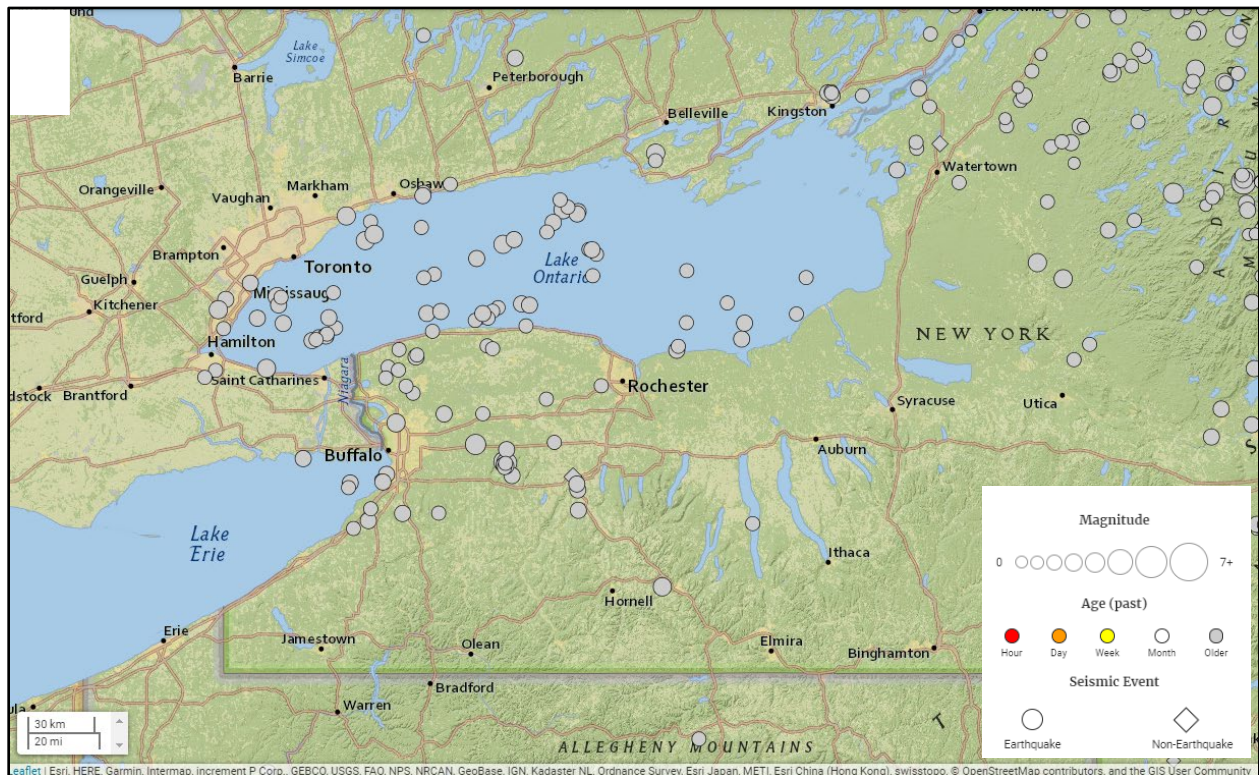 und
Brockville
Lake
Simcoe
Barrie
Peterborough
Belleville
Kingston
Watertown
Orangeville
Markham
Oshaw
Vaughan
Brampton
Toronto
Lake
Ontario
Guelph
Mississaug
Kitchener
tford
Hamilton
NEW YORK
Saint Catharines
Niagara
Rochester
dstock
Brantford
Syracuse
Utica
Buffalo
Auburn
Lake
Erie
Ithaca
Hornell
Erie
Jamestown
Olean
Elmira
Binghamton
Bradford
ula
Warren
ALLEGHENY MOUNTAINS
Magnitude
0 7+
Age (past)
Hour Day Week Month Older
Seismic Event
Earthquake Non-Earthquake
30 km
20 mi
Leaflet | Esri, HERE, Garmin, Intermap, increment P Corp., GEBCO, USGS, FAO, NPS, NRCAN, GeoBase, IGN, Kadaster NL, Ordnance Survey, Esri Japan, METI, Esri China (Hong Kong), swisstopo, © OpenStreetMap contributors, and the GIS User Community